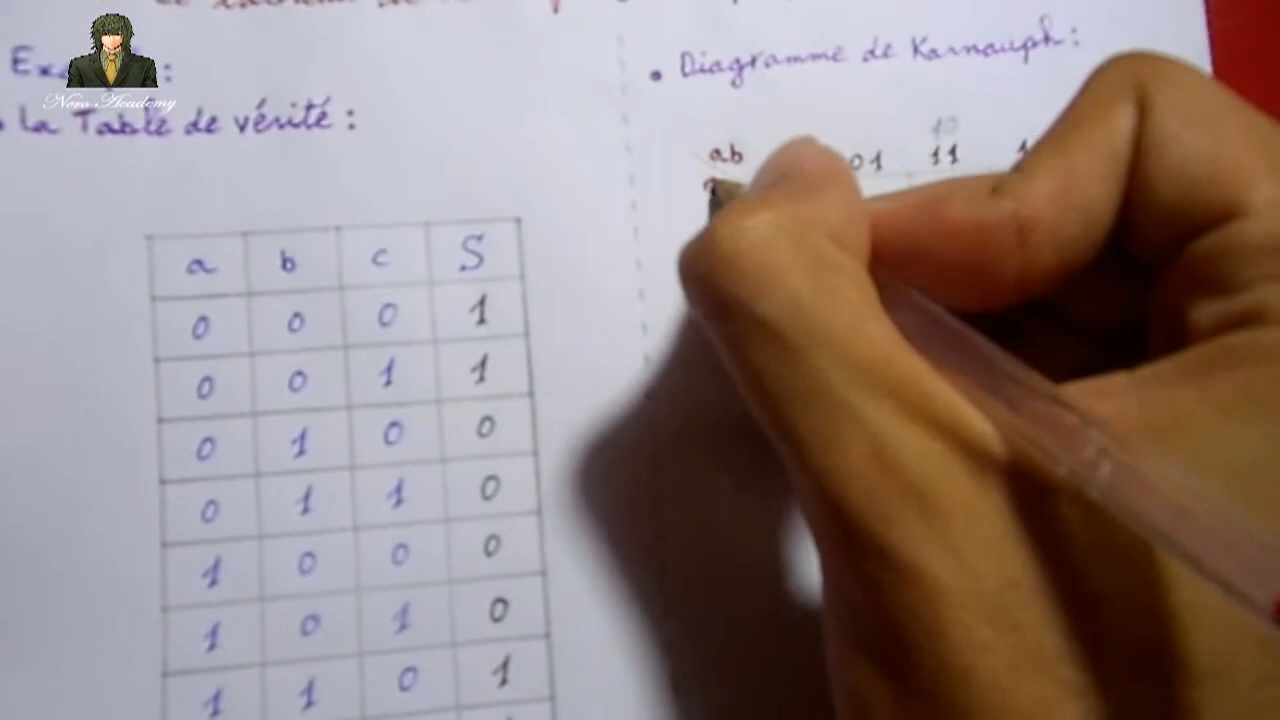 Nero Academy
la Table de vérité :
a b c S
0 0 0 1
0 0 1 1
0 1 0 0
0 1 1 0
1 0 0 0
1 0 1 0
1 1 0 1
• Diagramme de Karnauph :
10
ab 01 11